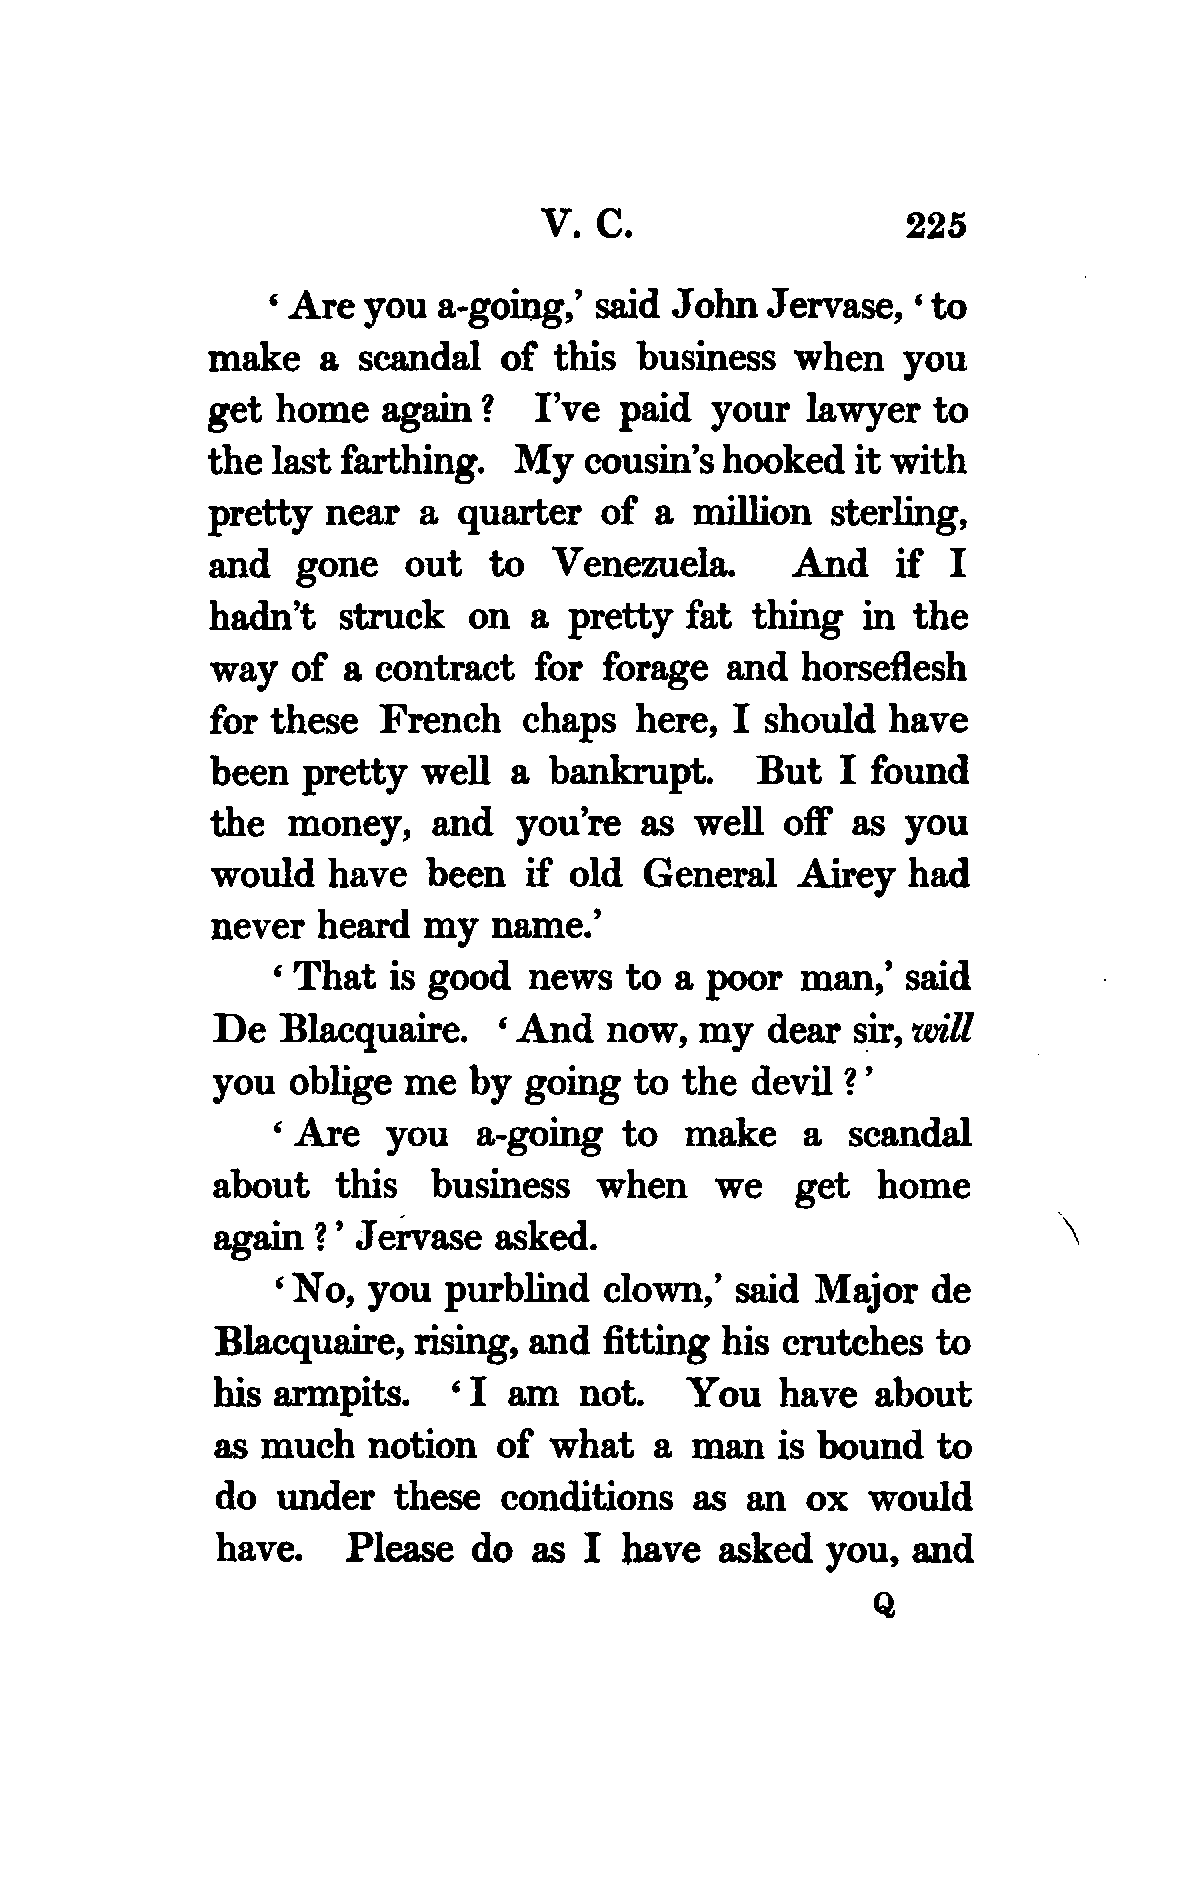 V. C. 225
‘ Are you a-going,’ said John Jervase, ‘ to
make a scandal of this business when you
get home again ? I’ve paid your lawyer to
the last farthing. My cousin’s hooked it with
pretty near a quarter of a million sterling,
and gone out to Venezuela. And if I
hadn’t struck on a pretty fat thing in the
way of a contract for forage and horseflesh
for these French chaps here, I should have
been pretty well a bankrupt. But I found
the money, and you’re as well off as you
would have been if old General Airey had
never heard my name.’
‘ That is good news to a poor man,’ said
De Blacquaire. ‘ And now, my dear sir, will
you oblige me by going to the devil ? ’
‘ Are you a-going to make a scandal
about this business when we get home
again ? ’ Jervase asked.
‘ No, you purblind clown,’ said Major de
Blacquaire, rising, and fitting his crutches to
his armpits. ‘ I am not. You have about
as much notion of what a man is bound to
do under these conditions as an ox would
have. Please do as I have asked you, and
Q